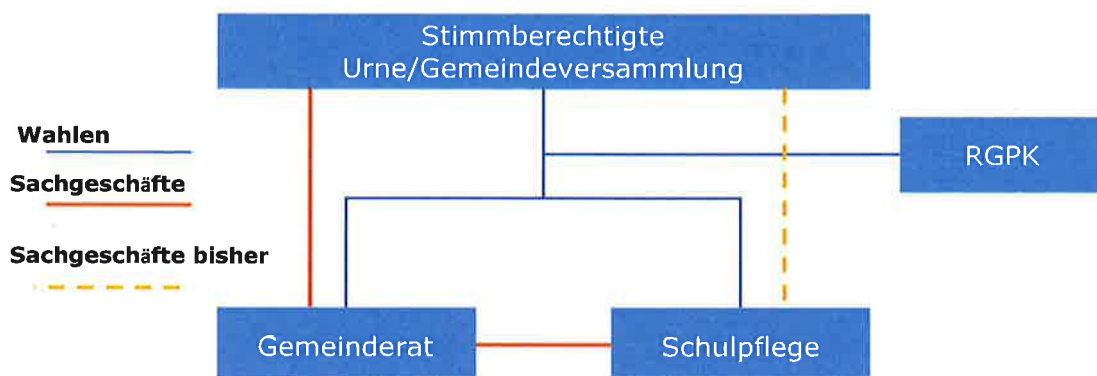 Stimmberechtigte
Urne/Gemeindeversammlung
Wahlen
RGPK
Sachgeschäfte
Sachgeschäfte bisher
Gemeinderat
Schulpflege